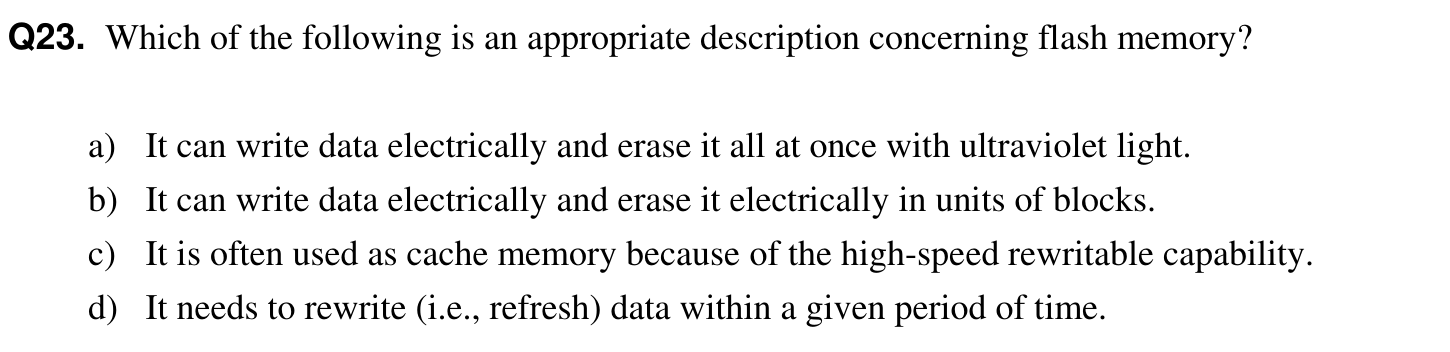 Q23. Which of the following is an appropriate description concerning flash memory?
a) It can write data electrically and erase it all at once with ultraviolet light.
b) It can write data electrically and erase it electrically in units of blocks.
c) It is often used as cache memory because of the high-speed rewritable capability.
d) It needs to rewrite (i.e., refresh) data within a given period of time.